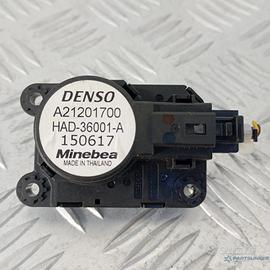 DENSO
A21201700
HAD-36001-A
150617
Minebea
MADE IN THAILAND